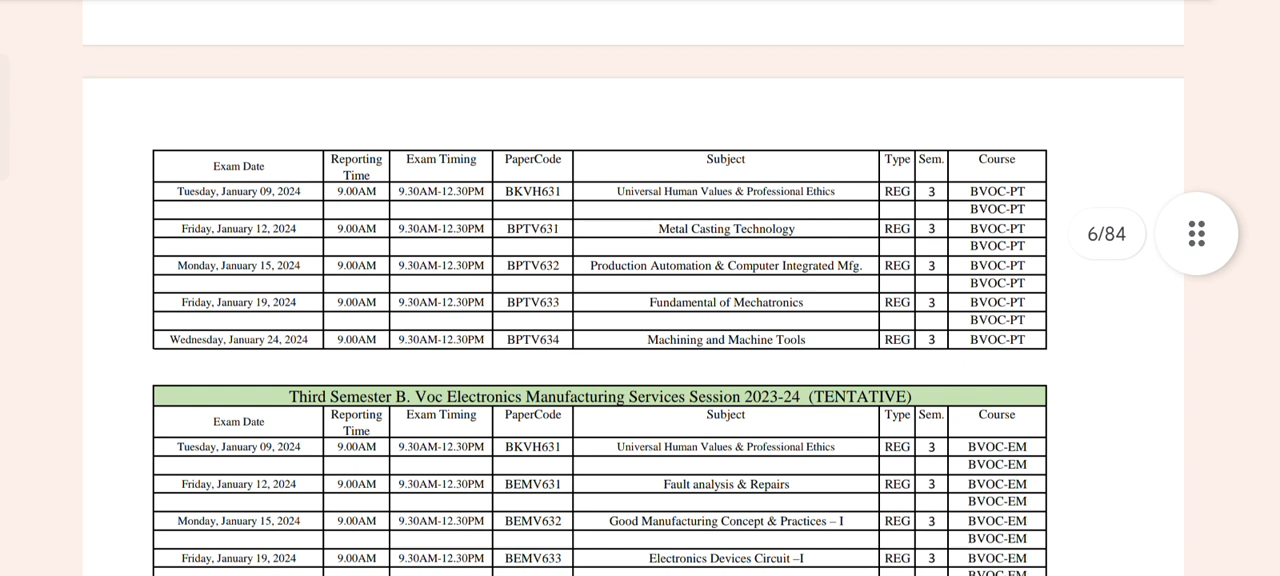 Exam Date Reporting Time Exam Timing PaperCode Subject Type Sem. Course
Tuesday, January 09, 2024 9.00AM 9.30AM-12.30PM BKVH631 Universal Human Values & Professional Ethics REG 3 BVOC-PT
BVOC-PT
Friday, January 12, 2024 9.00AM 9.30AM-12.30PM BPTV631 Metal Casting Technology REG 3 BVOC-PT
BVOC-PT
Monday, January 15, 2024 9.00AM 9.30AM-12.30PM BPTV632 Production Automation & Computer Integrated Mfg. REG 3 BVOC-PT
BVOC-PT
Friday, January 19, 2024 9.00AM 9.30AM-12.30PM BPTV633 Fundamental of Mechatronics REG 3 BVOC-PT
BVOC-PT
Wednesday, January 24, 2024 9.00AM 9.30AM-12.30PM BPTV634 Machining and Machine Tools REG 3 BVOC-PT
6/84
Third Semester B. Voc Electronics Manufacturing Services Session 2023-24 (TENTATIVE)
Exam Date Reporting Time Exam Timing PaperCode Subject Type Sem. Course
Tuesday, January 09, 2024 9.00AM 9.30AM-12.30PM BKVH631 Universal Human Values & Professional Ethics REG 3 BVOC-EM
BVOC-EM
Friday, January 12, 2024 9.00AM 9.30AM-12.30PM BEMV631 Fault analysis & Repairs REG 3 BVOC-EM
BVOC-EM
Monday, January 15, 2024 9.00AM 9.30AM-12.30PM BEMV632 Good Manufacturing Concept & Practices – I REG 3 BVOC-EM
BVOC-EM
Friday, January 19, 2024 9.00AM 9.30AM-12.30PM BEMV633 Electronics Devices Circuit –I REG 3 BVOC-EM
BVOC-EM